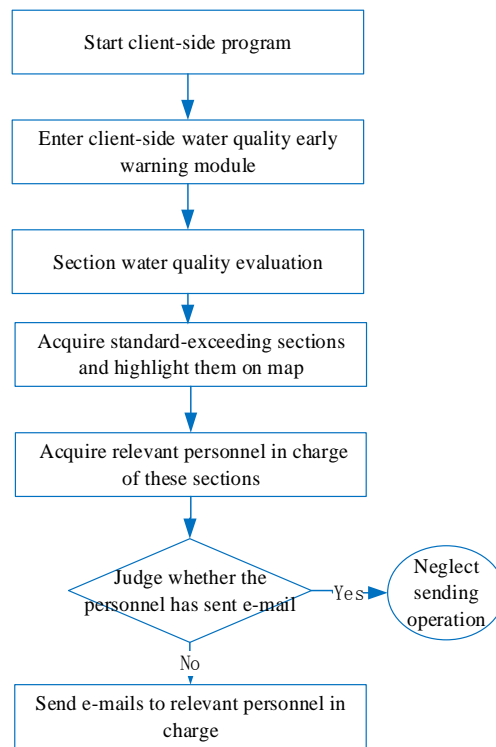 Start client-side program
Enter client-side water quality early
warning module
Section water quality evaluation
Acquire standard-exceeding sections
and highlight them on map
Acquire relevant personnel in charge
of these sections
Judge whether the
personnel has sent e-mail
Yes
Neglect
sending
operation
No
Send e-mails to relevant personnel in
charge